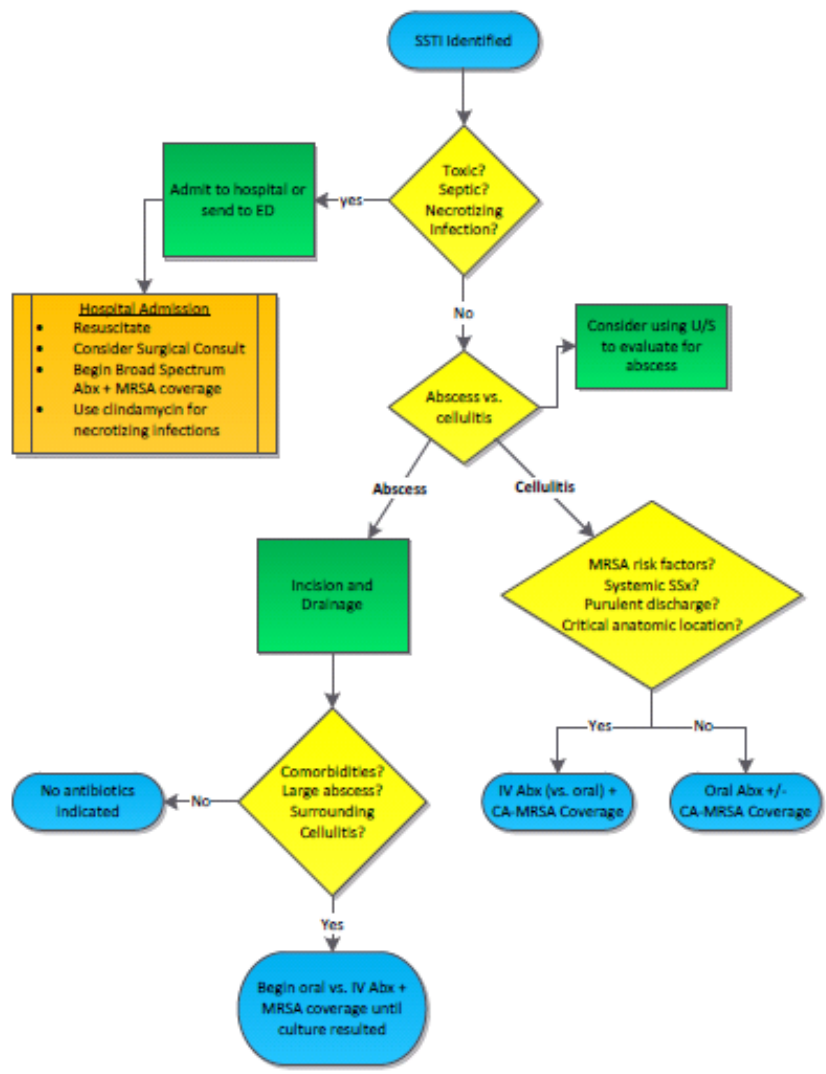 SSTI Identified
Toxic?
Septic?
Necrotizing
Infection?
yes
Admit to hospital or
send to ED
Hospital Admission
• Resuscitate
• Consider Surgical Consult
• Begin Broad Spectrum
Abx + MRSA coverage
• Use clindamycin for
necrotizing infections
No
Consider using U/S
to evaluate for
abscess
Abscess vs.
cellulitis
Abscess
Cellulitis
Incision and
Drainage
MRSA risk factors?
Systemic SSx?
Purulent discharge?
Critical anatomic location?
Yes
No
IV Abx (vs. oral) +
CA-MRSA Coverage
Oral Abx +/-
CA-MRSA Coverage
Comorbidities?
Large abscess?
Surrounding
Cellulitis?
No
No antibiotics
indicated
Yes
Begin oral vs. IV Abx +
MRSA coverage until
culture resulted